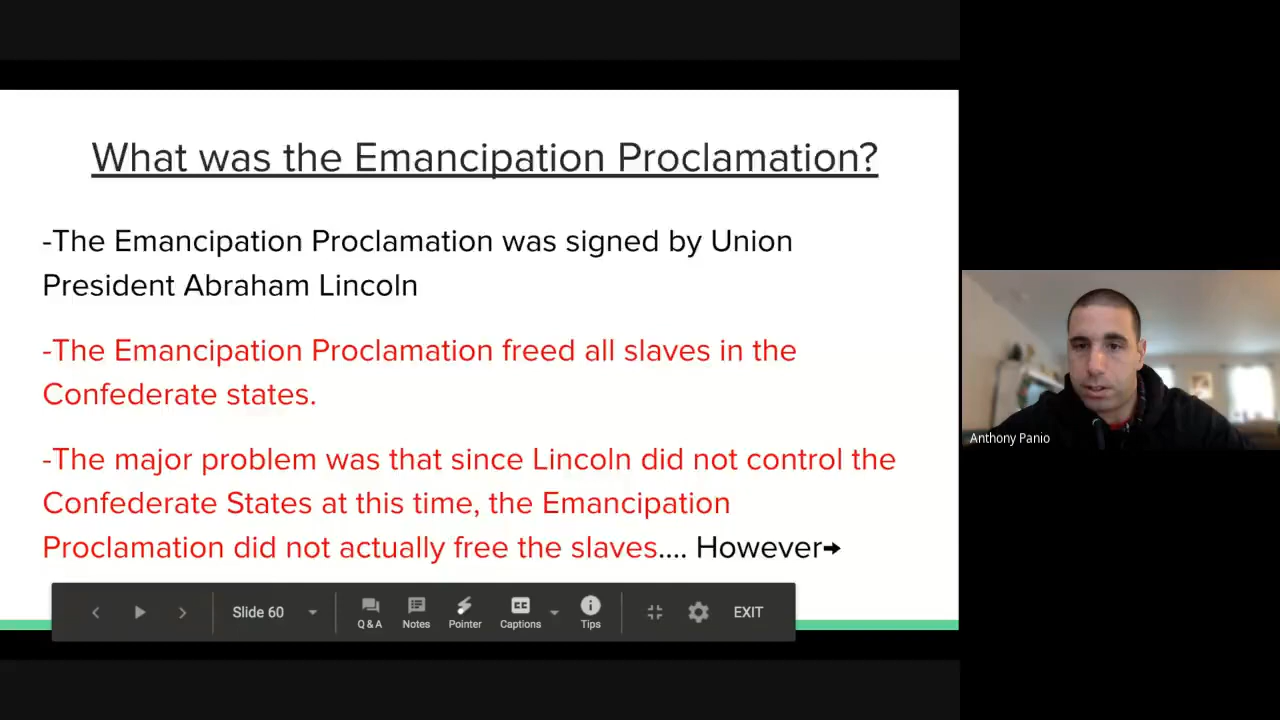 What was the Emancipation Proclamation?
-The Emancipation Proclamation was signed by Union
President Abraham Lincoln
-The Emancipation Proclamation freed all slaves in the
Confederate states.
-The major problem was that since Lincoln did not control the
Confederate States at this time, the Emancipation
Proclamation did not actually free the slaves.... However→
Slide 60
Q & A
Notes
Pointer
CC
Captions
Tips
EXIT
Anthony Panio